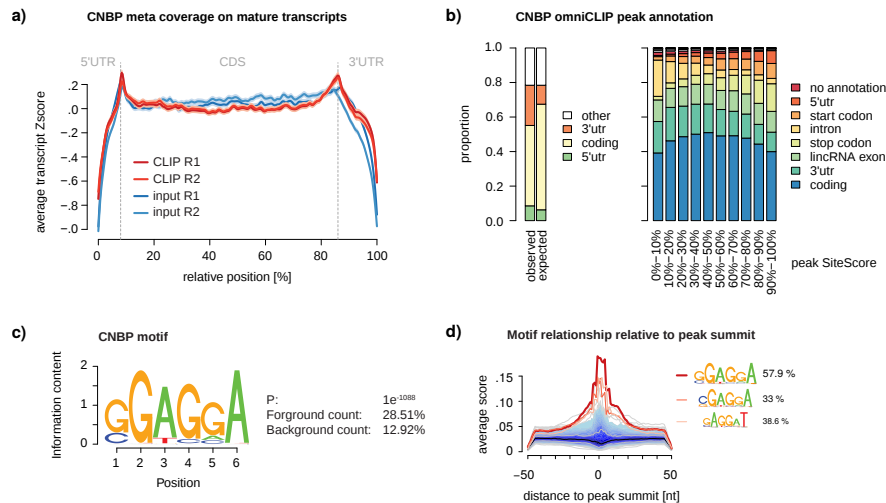 a)
CNBP meta coverage on mature transcripts
5'UTR
CDS
3'UTR
average transcript Zscore
.2
.0
-.2
-.4
-.6
-.8
-.0
CLIP R1
CLIP R2
input R1
input R2
0
20
40
60
80
100
relative position [%]
b)
CNBP omniCLIP peak annotation
proportion
1.0
0.8
0.6
0.4
0.2
0.0
observed
expected
other
3'utr
coding
5'utr
0%−10%
10%−20%
20%−30%
30%−40%
40%−50%
50%−60%
60%−70%
70%−80%
80%−90%
90%−100%
peak SiteScore
no annotation
5'utr
start codon
intron
stop codon
lincRNA exon
3'utr
coding
c)
CNBP motif
Information content
2
1
0
GGAGGA
C T C A
1 2 3 4 5 6
Position
P: 1e-1088
Forground count: 28.51%
Background count: 12.92%
d)
Motif relationship relative to peak summit
average score
.15
.10
.05
0
−50
0
50
distance to peak summit [nt]
GGAGGA 57.9 %
CGAGGA 33 %
GAGGAT 38.6 %